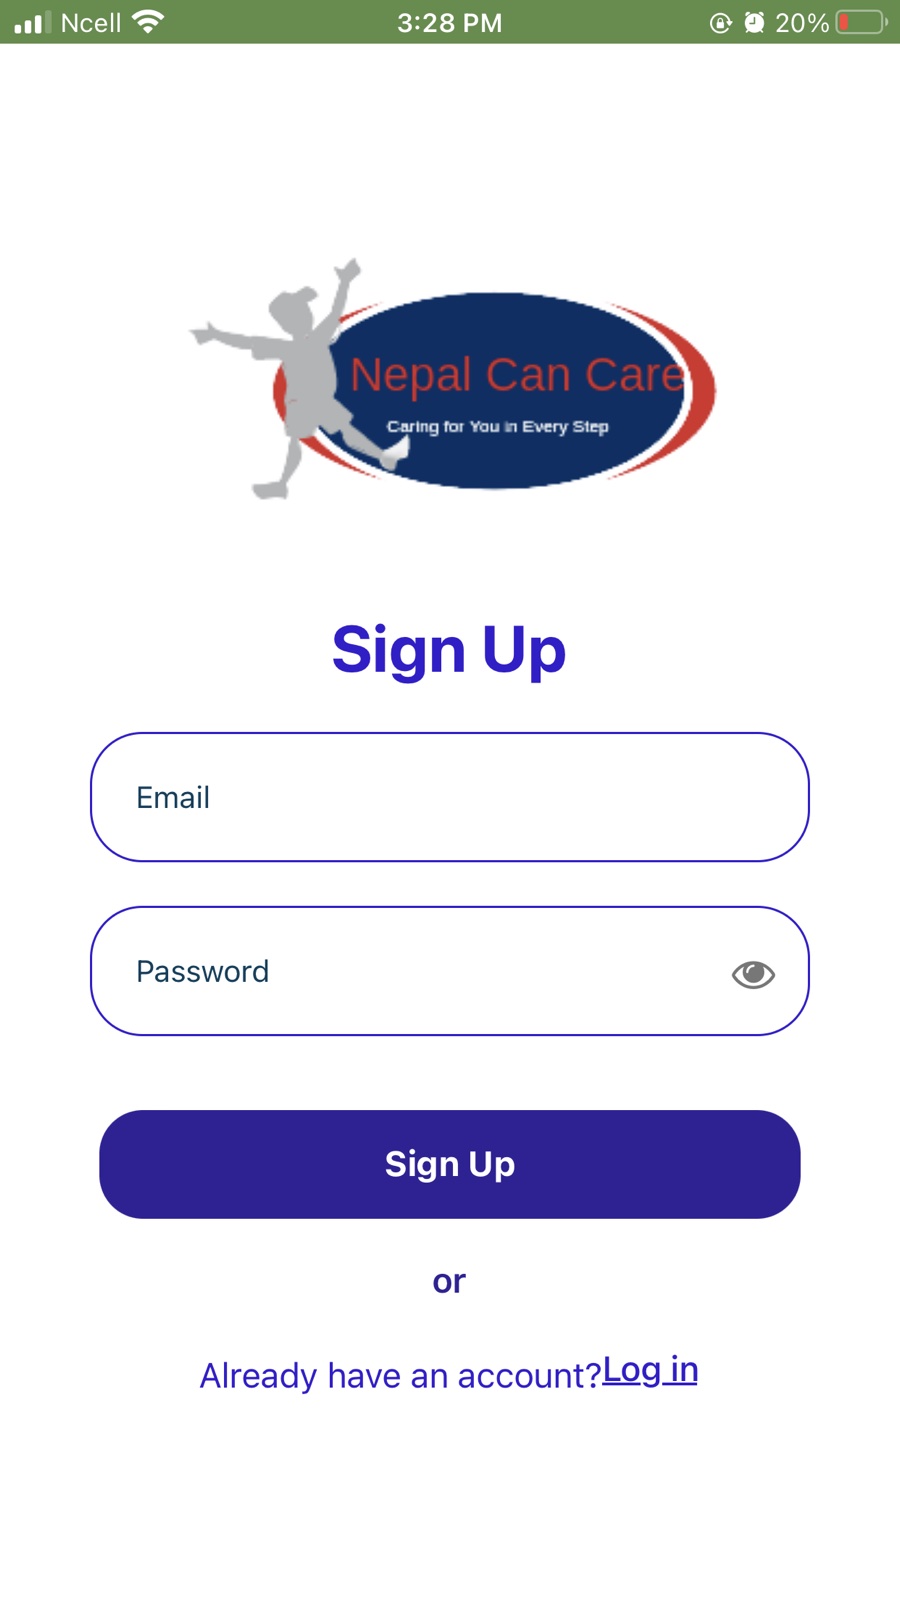 Ncell 3:28 PM 20%
Nepal Can Care
Caring for You in Every Step
Sign Up
Email
Password
Sign Up
or
Already have an account?Log in